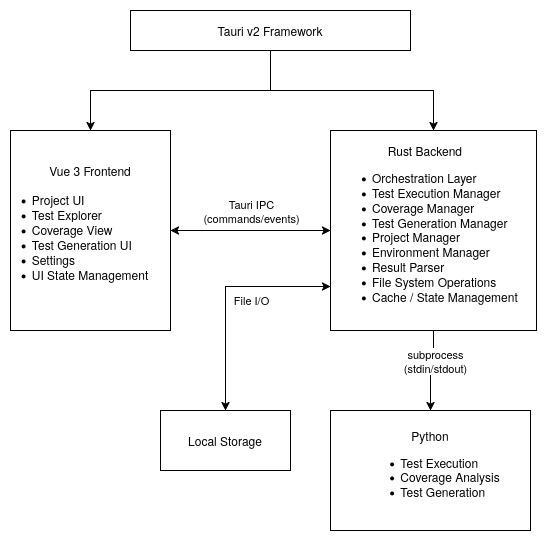 Tauri v2 Framework
Vue 3 Frontend
• Project UI
• Test Explorer
• Coverage View
• Test Generation UI
• Settings
• UI State Management
Tauri IPC
(commands/events)
Rust Backend
• Orchestration Layer
• Test Execution Manager
• Coverage Manager
• Test Generation Manager
• Project Manager
• Environment Manager
• Result Parser
• File System Operations
• Cache / State Management
File I/O
subprocess
(stdin/stdout)
Local Storage
Python
• Test Execution
• Coverage Analysis
• Test Generation